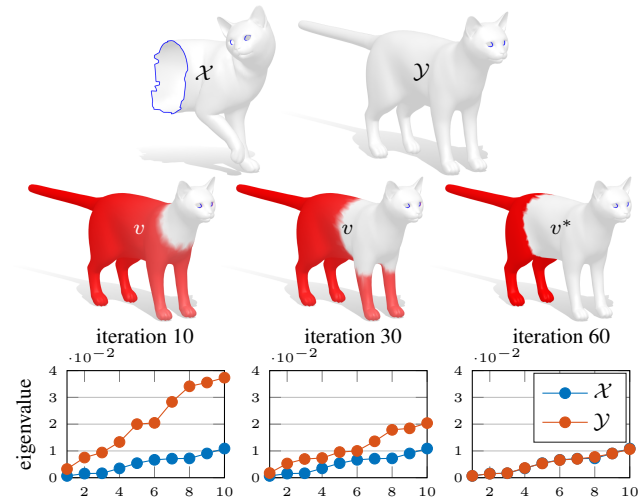 𝒳 𝒴
v v v*
iteration 10 iteration 30 iteration 60
·10⁻² ·10⁻² ·10⁻²
eigenvalue
4 4 4
3 3 3
2 2 2
1 1 1
0 0 0
2 4 6 8 10 2 4 6 8 10 2 4 6 8 10
𝒳
𝒴